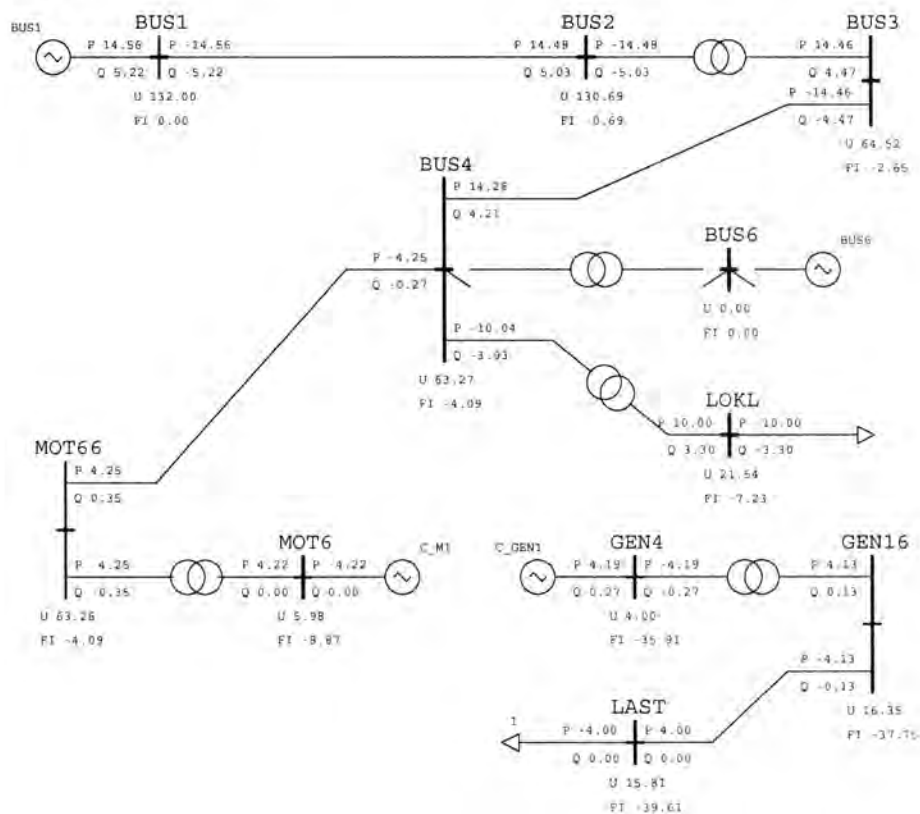 BUS1 BUS2 BUS3
BUS1
P 14.56 P -14.56 P 14.49 P -14.49 P 14.46
Q 5.22 Q -5.22 Q 5.03 Q -5.03 Q 4.47
U 132.00 U 130.69 P -14.46
FI 0.00 FI -0.69 Q -4.47
U 64.52
FI -2.65
BUS4
P 14.28
Q 4.21
BUS6
BUS6
P -4.25
Q -0.27
U 0.00
FI 0.00
P -10.04
Q -3.93
U 63.27
FI -4.09
LOKL
P 10.00 P -10.00
Q 3.30 Q -3.30
U 21.54
FI -7.23
MOT66
P 4.25
Q 0.35
MOT6 C_M1 C_GEN1 GEN4 GEN16
P 4.25 P 4.22 P -4.22 P 4.19 P -4.19 P 4.13
Q -0.35 Q 0.00 Q -0.00 Q -0.27 Q -0.27 Q 0.13
U 63.26 U 5.98 U 4.00
FI -4.09 FI -8.87 FI -35.91
P -4.13
Q -0.13
U 16.35
FI -37.75
LAST
1
P -4.00 P 4.00
Q 0.00 Q 0.00
U 15.81
FI -39.61